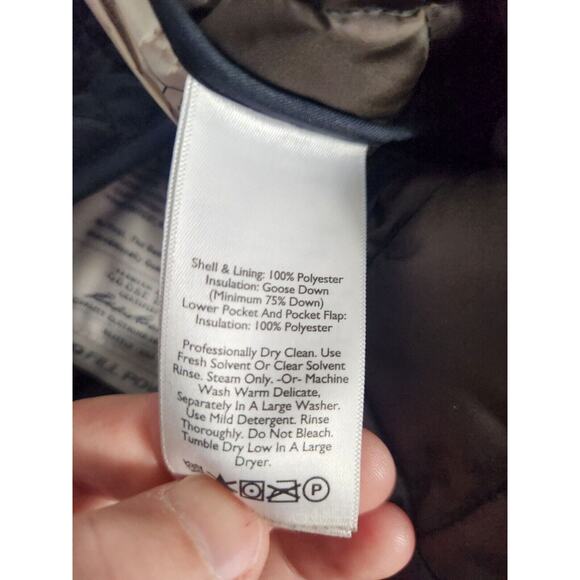 Shell & Lining: 100% Polyester
Insulation: Goose Down
(Minimum 75% Down)
Lower Pocket And Pocket Flap:
Insulation: 100% Polyester
Professionally Dry Clean. Use
Fresh Solvent Or Clear Solvent
Rinse. Steam Only. -Or- Machine
Wash Warm Delicate,
Separately In A Large Washer.
Use Mild Detergent. Rinse
Thoroughly. Do Not Bleach.
Tumble Dry Low In A Large
Dryer.
P
FILL